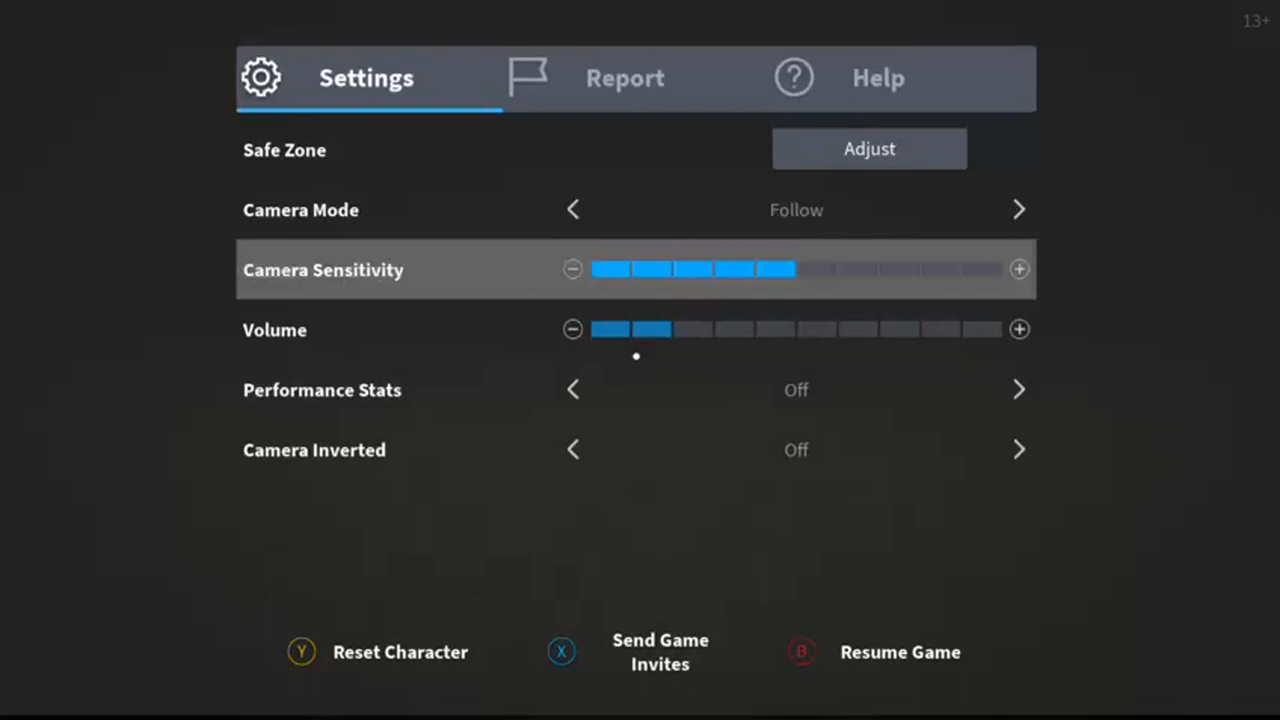 13+
Settings
Report
? Help
Safe Zone
Adjust
Camera Mode
Follow
Camera Sensitivity
Volume
Performance Stats
Off
Camera Inverted
Off
Y Reset Character
X Send Game
Invites
B Resume Game